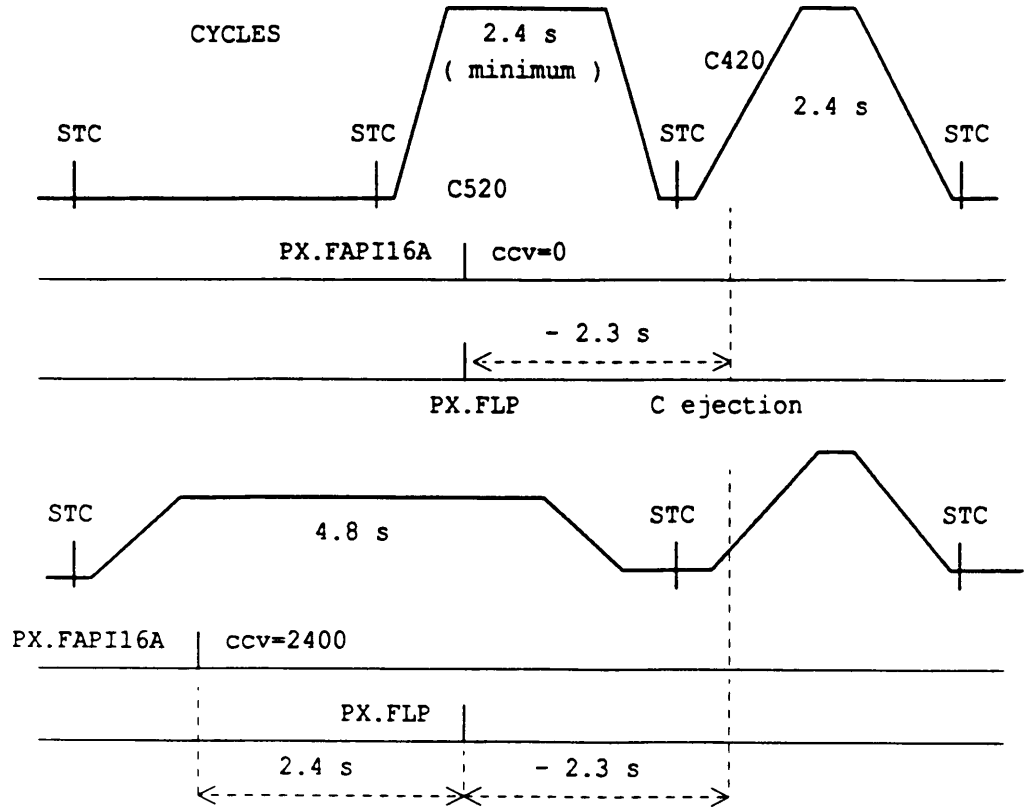 CYCLES
2.4 s
( minimum )
C420
2.4 s
STC
STC
STC
STC
C520
PX.FAPI16A
ccv=0
- 2.3 s
PX.FLP
C ejection
STC
STC
STC
4.8 s
PX.FAPI16A
ccv=2400
PX.FLP
2.4 s
- 2.3 s